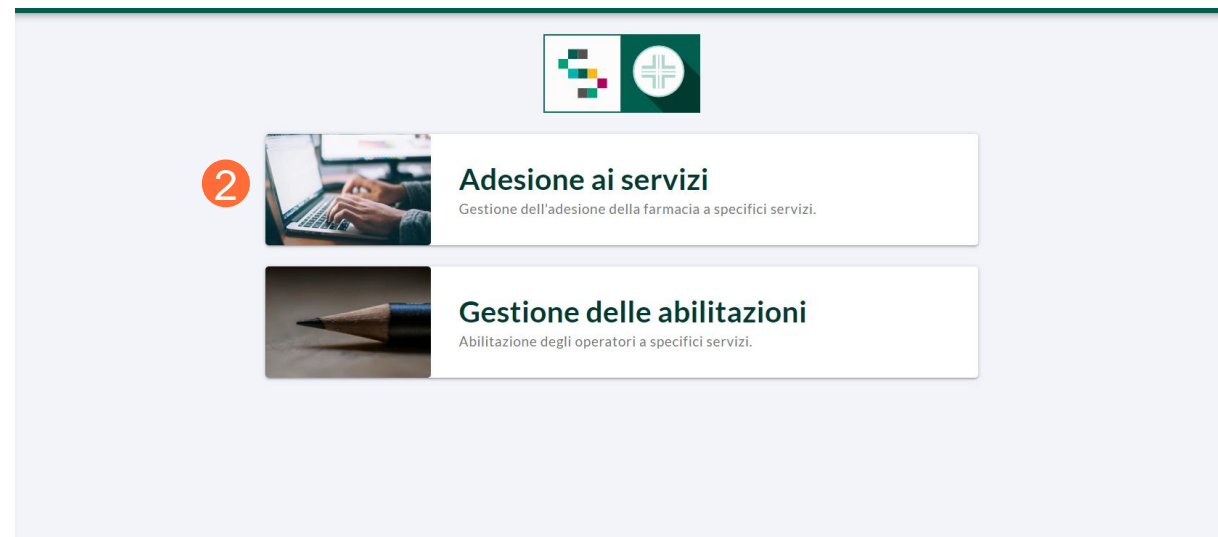 2
Adesione ai servizi
Gestione dell'adesione della farmacia a specifici servizi.
Gestione delle abilitazioni
Abilitazione degli operatori a specifici servizi.